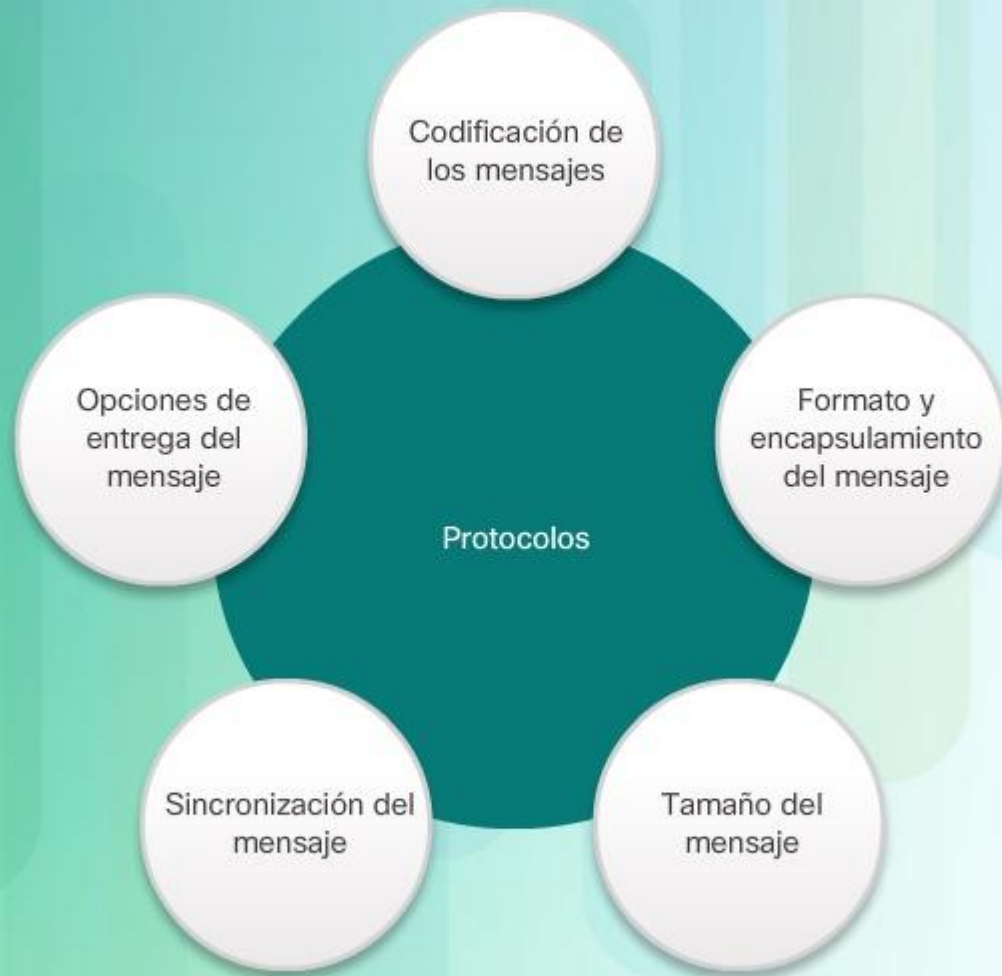 Codificación de
los mensajes
Opciones de
entrega del
mensaje
Formato y
encapsulamiento
del mensaje
Protocolos
Sincronización del
mensaje
Tamaño del
mensaje